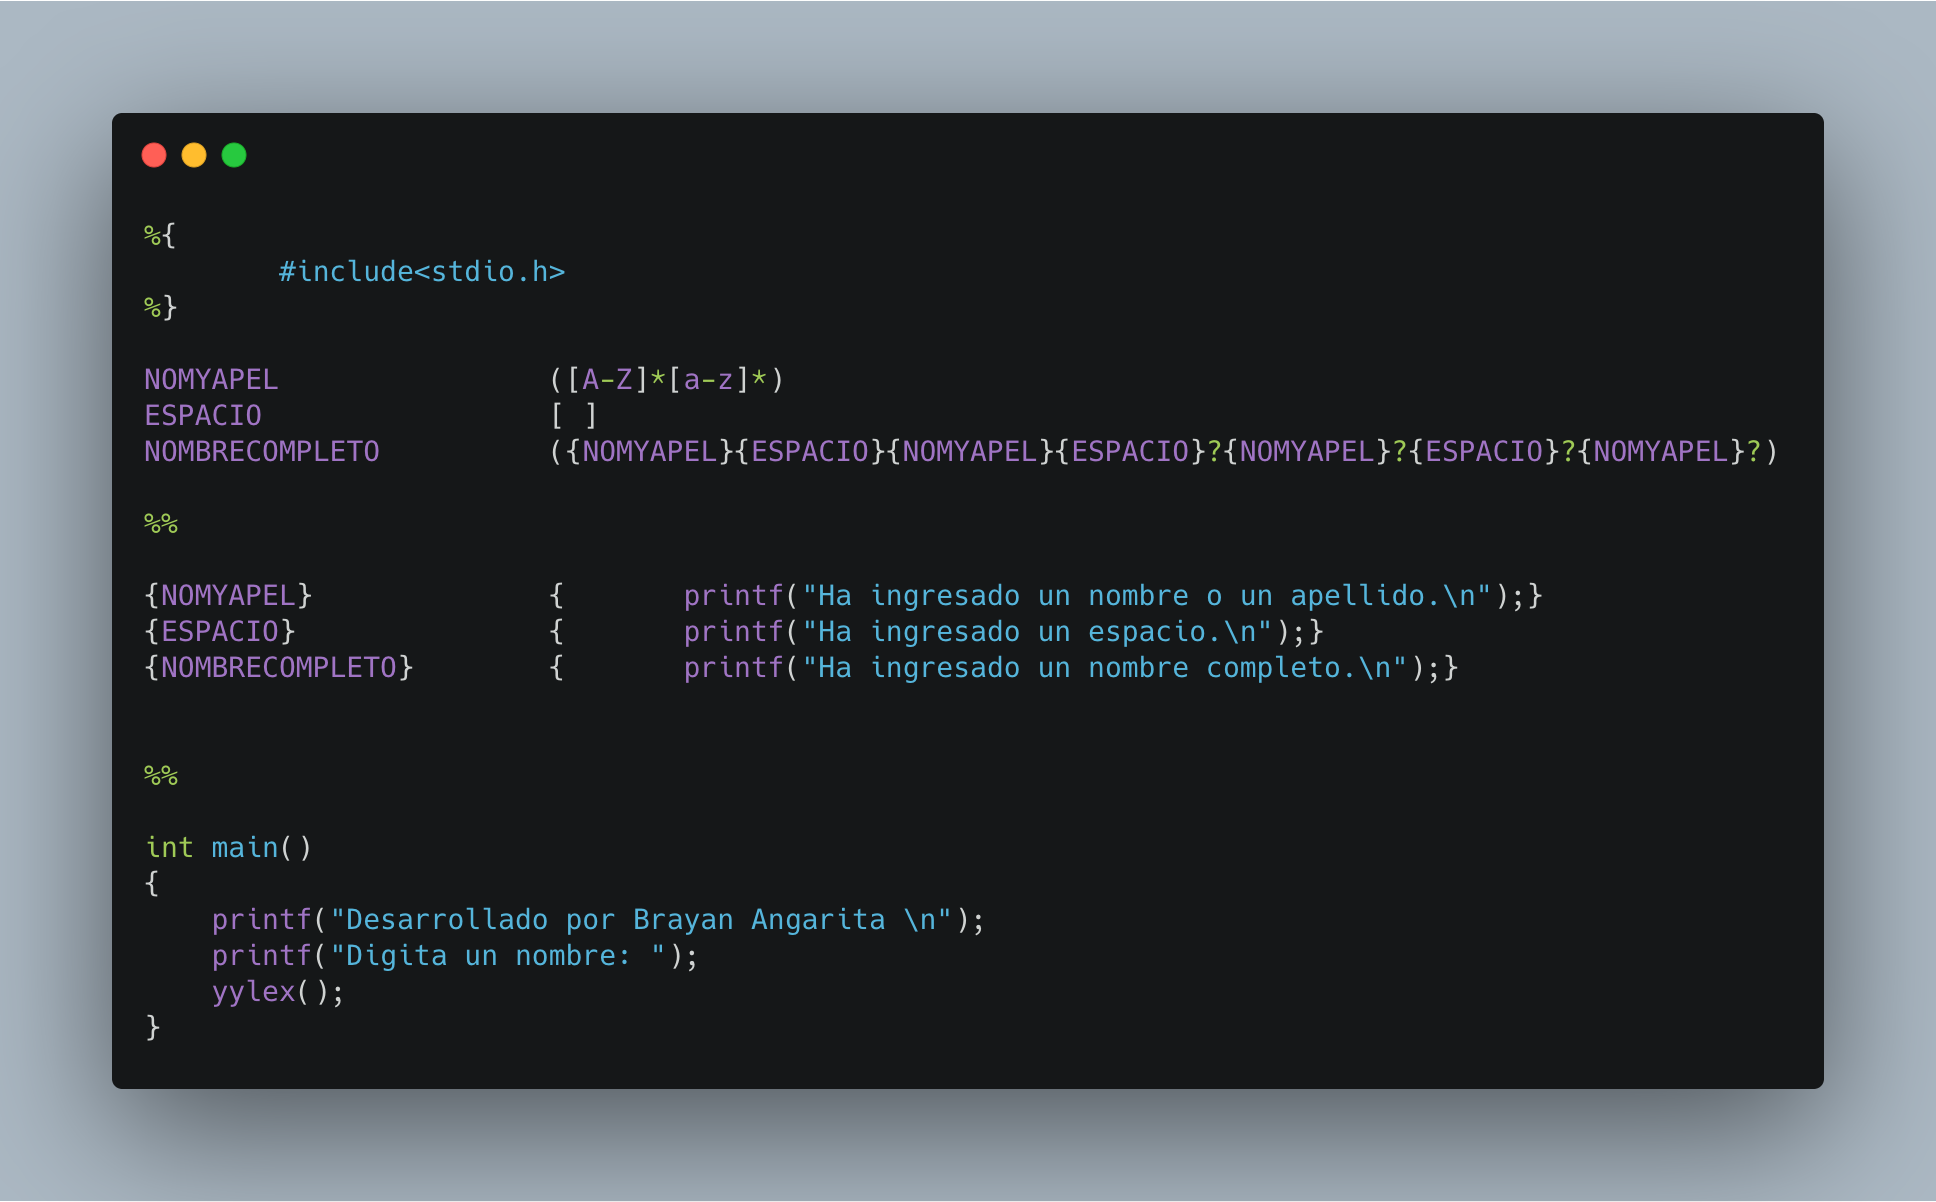 %{
        #include<stdio.h>
%}
NOMYAPEL                ([A-Z]*[a-z]*)
ESPACIO                 [ ]
NOMBRECOMPLETO          ({NOMYAPEL}{ESPACIO}{NOMYAPEL}{ESPACIO}?{NOMYAPEL}?{ESPACIO}?{NOMYAPEL}?)
%%
{NOMYAPEL}              {       printf("Ha ingresado un nombre o un apellido.\n");}
{ESPACIO}               {       printf("Ha ingresado un espacio.\n");}
{NOMBRECOMPLETO}        {       printf("Ha ingresado un nombre completo.\n");}
%%
int main()
{
    printf("Desarrollado por Brayan Angarita \n");
    printf("Digita un nombre: ");
    yylex();
}